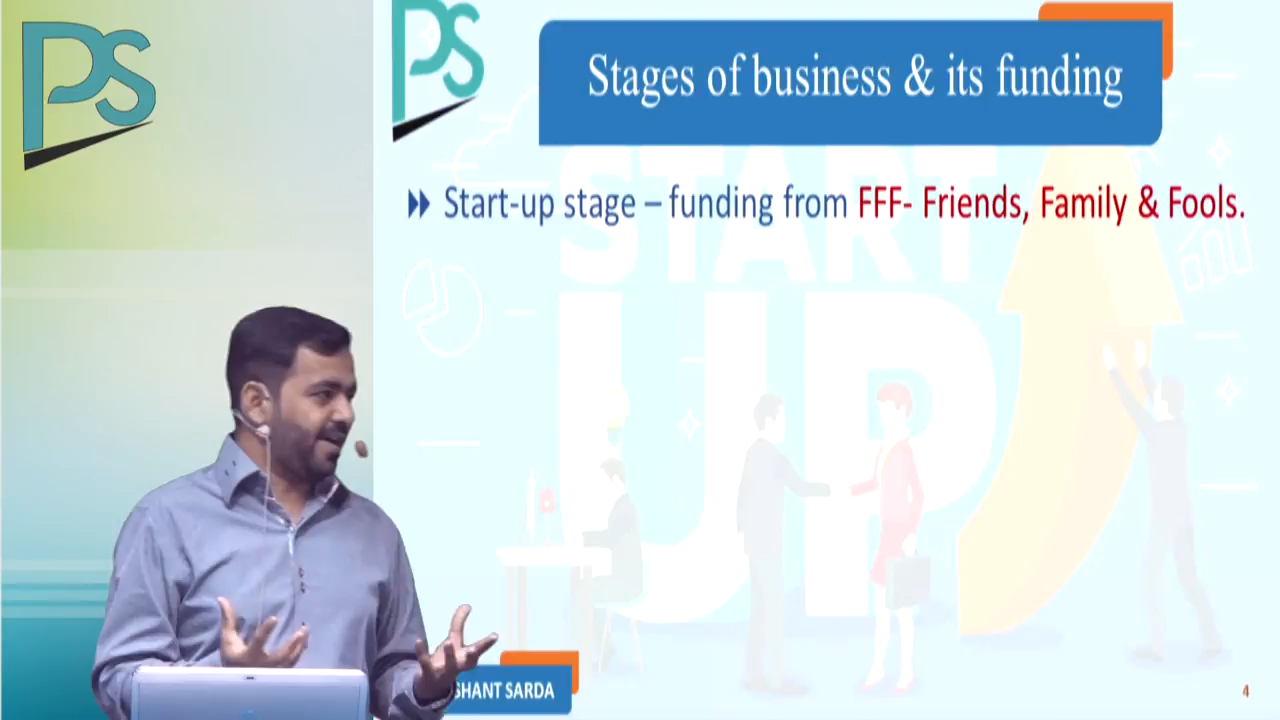 PS
PS
Stages of business & its funding
Start-up stage – funding from FFF- Friends, Family & Fools.
START
UP
SHANT SARDA
4